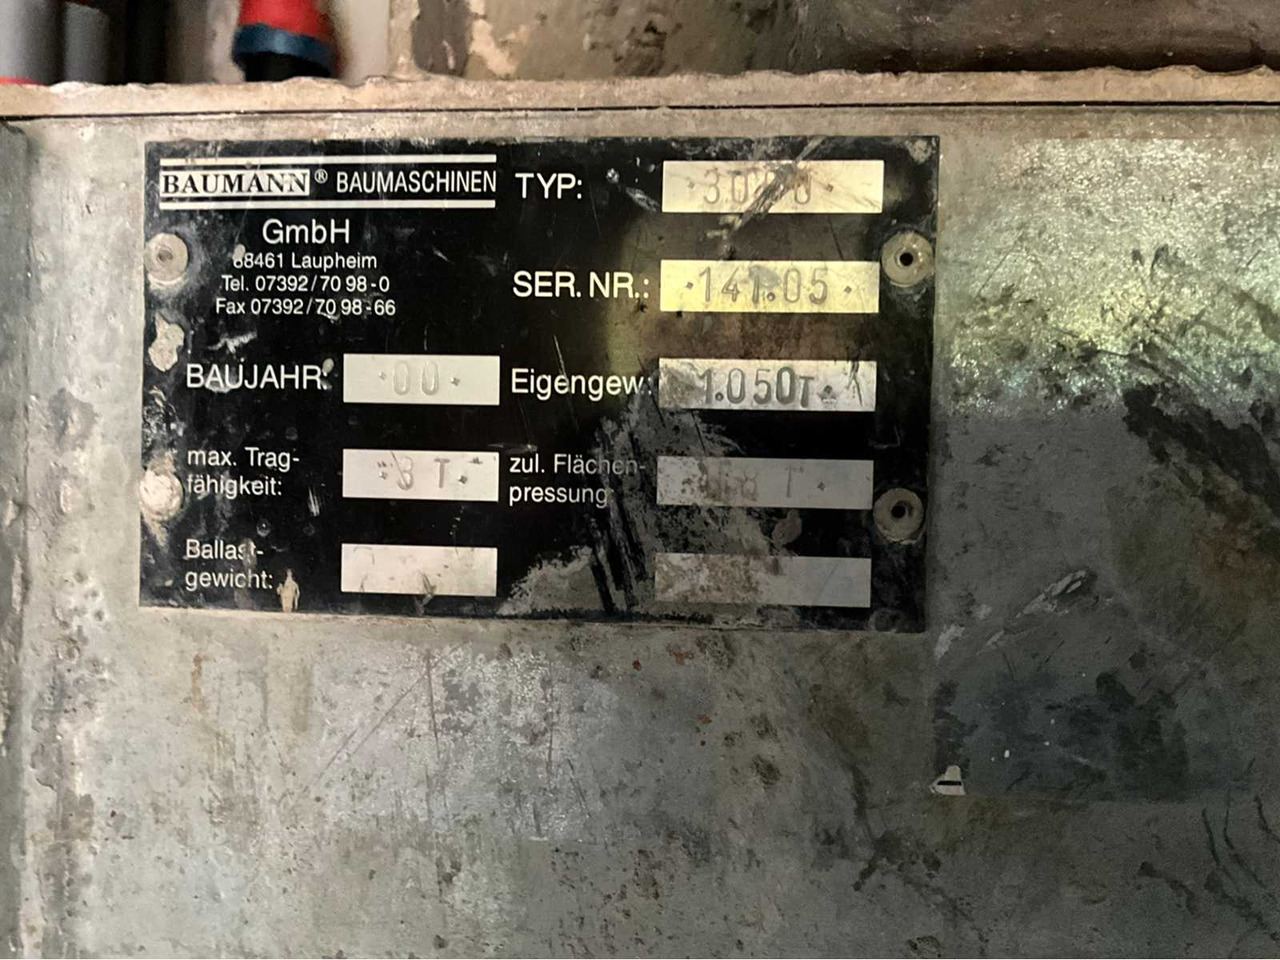 BAUMANN® BAUMASCHINEN
GmbH
88461 Laupheim
Tel. 07392/70 98-0
Fax 07392/70 98-66
TYP:
SER. NR.: ·141.05·
BAUJAHR: ·00·
Eigengew: 1.050T·
max. Trag-
fähigkeit: ·3 T·
zul. Flächen-
pressung
Ballast-
gewicht: